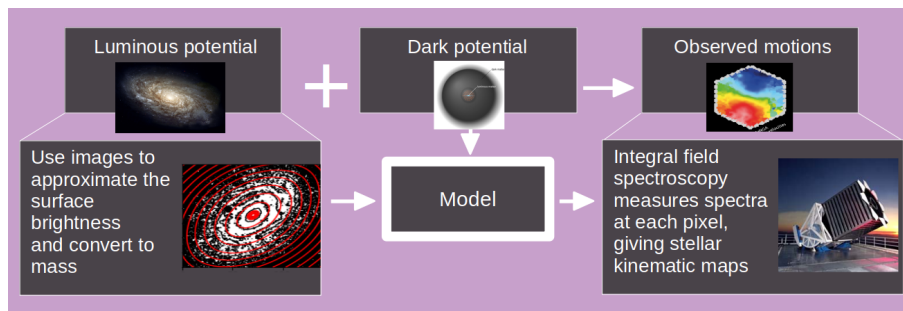 Luminous potential
Dark potential
Observed motions
Use images to
approximate the
surface
brightness
and convert to
mass
Model
Integral field
spectroscopy
measures spectra
at each pixel,
giving stellar
kinematic maps